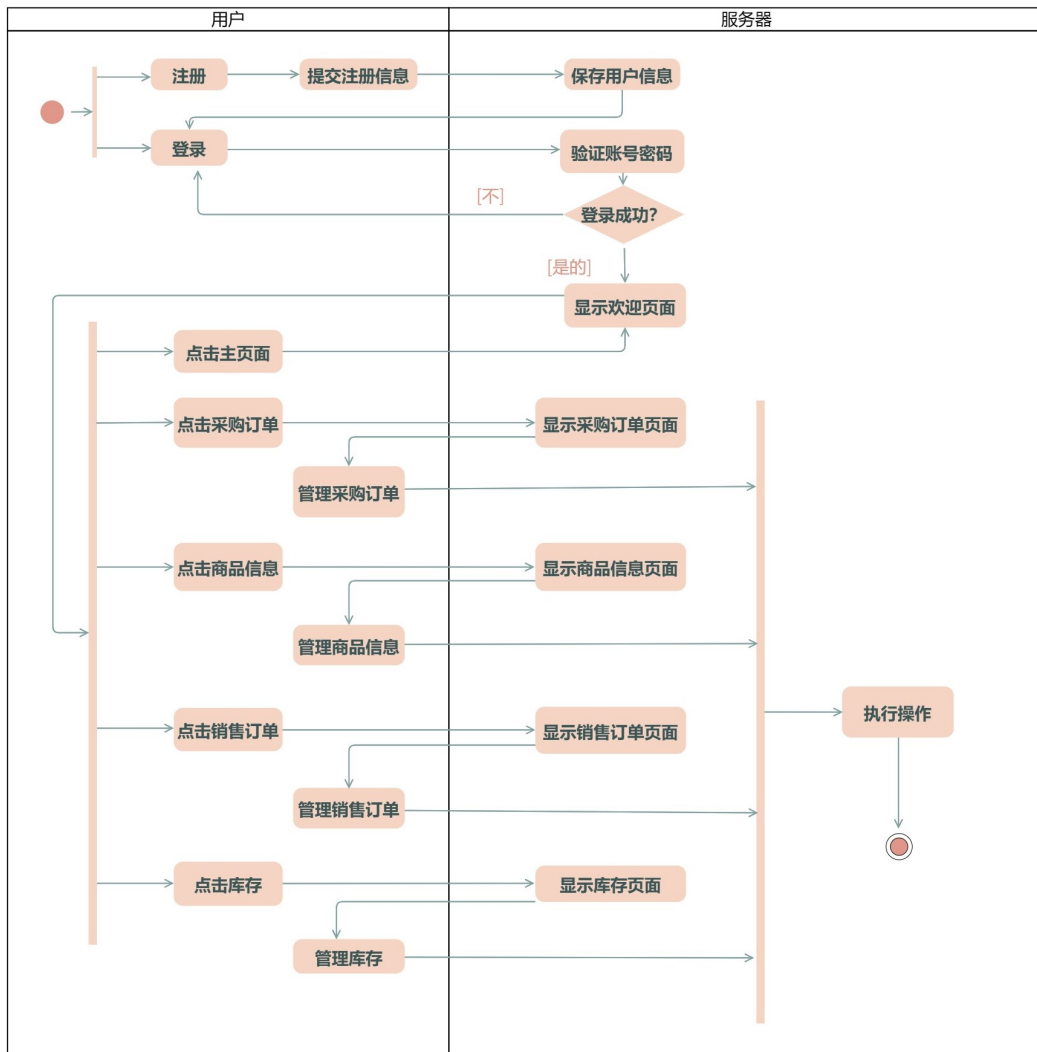 用户
服务器
注册
提交注册信息
保存用户信息
登录
验证账号密码
[不]
登录成功?
[是的]
显示欢迎页面
点击主页面
点击采购订单
显示采购订单页面
管理采购订单
点击商品信息
显示商品信息页面
管理商品信息
执行操作
点击销售订单
显示销售订单页面
管理销售订单
点击库存
显示库存页面
管理库存